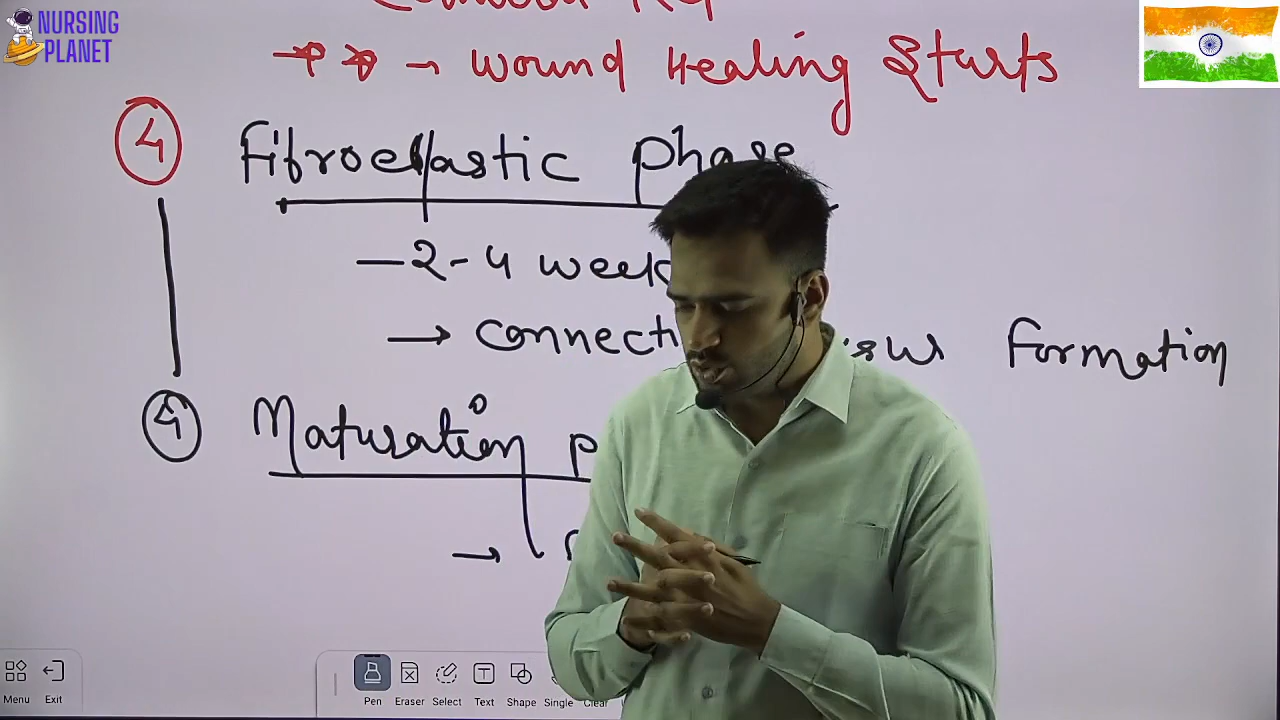 NURSING
PLANET
wound Healing Starts
4 Fibroelastic phase
- 2-4 week
→ connecti
Formation
4 Maturation p
→
Menu
Exit
Pen
Eraser
Select
Text
Shape
Single
Clear